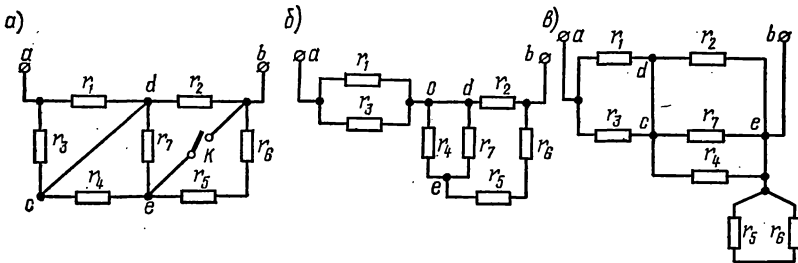 а) б) в)
a b a b a b
r1 d r2 r1 r1 d r2
r3 r7 K r6 r3 o d r2 r3 c r7 e
c r4 e r5 r4 r7 r6 r4
e r5 r5 r6